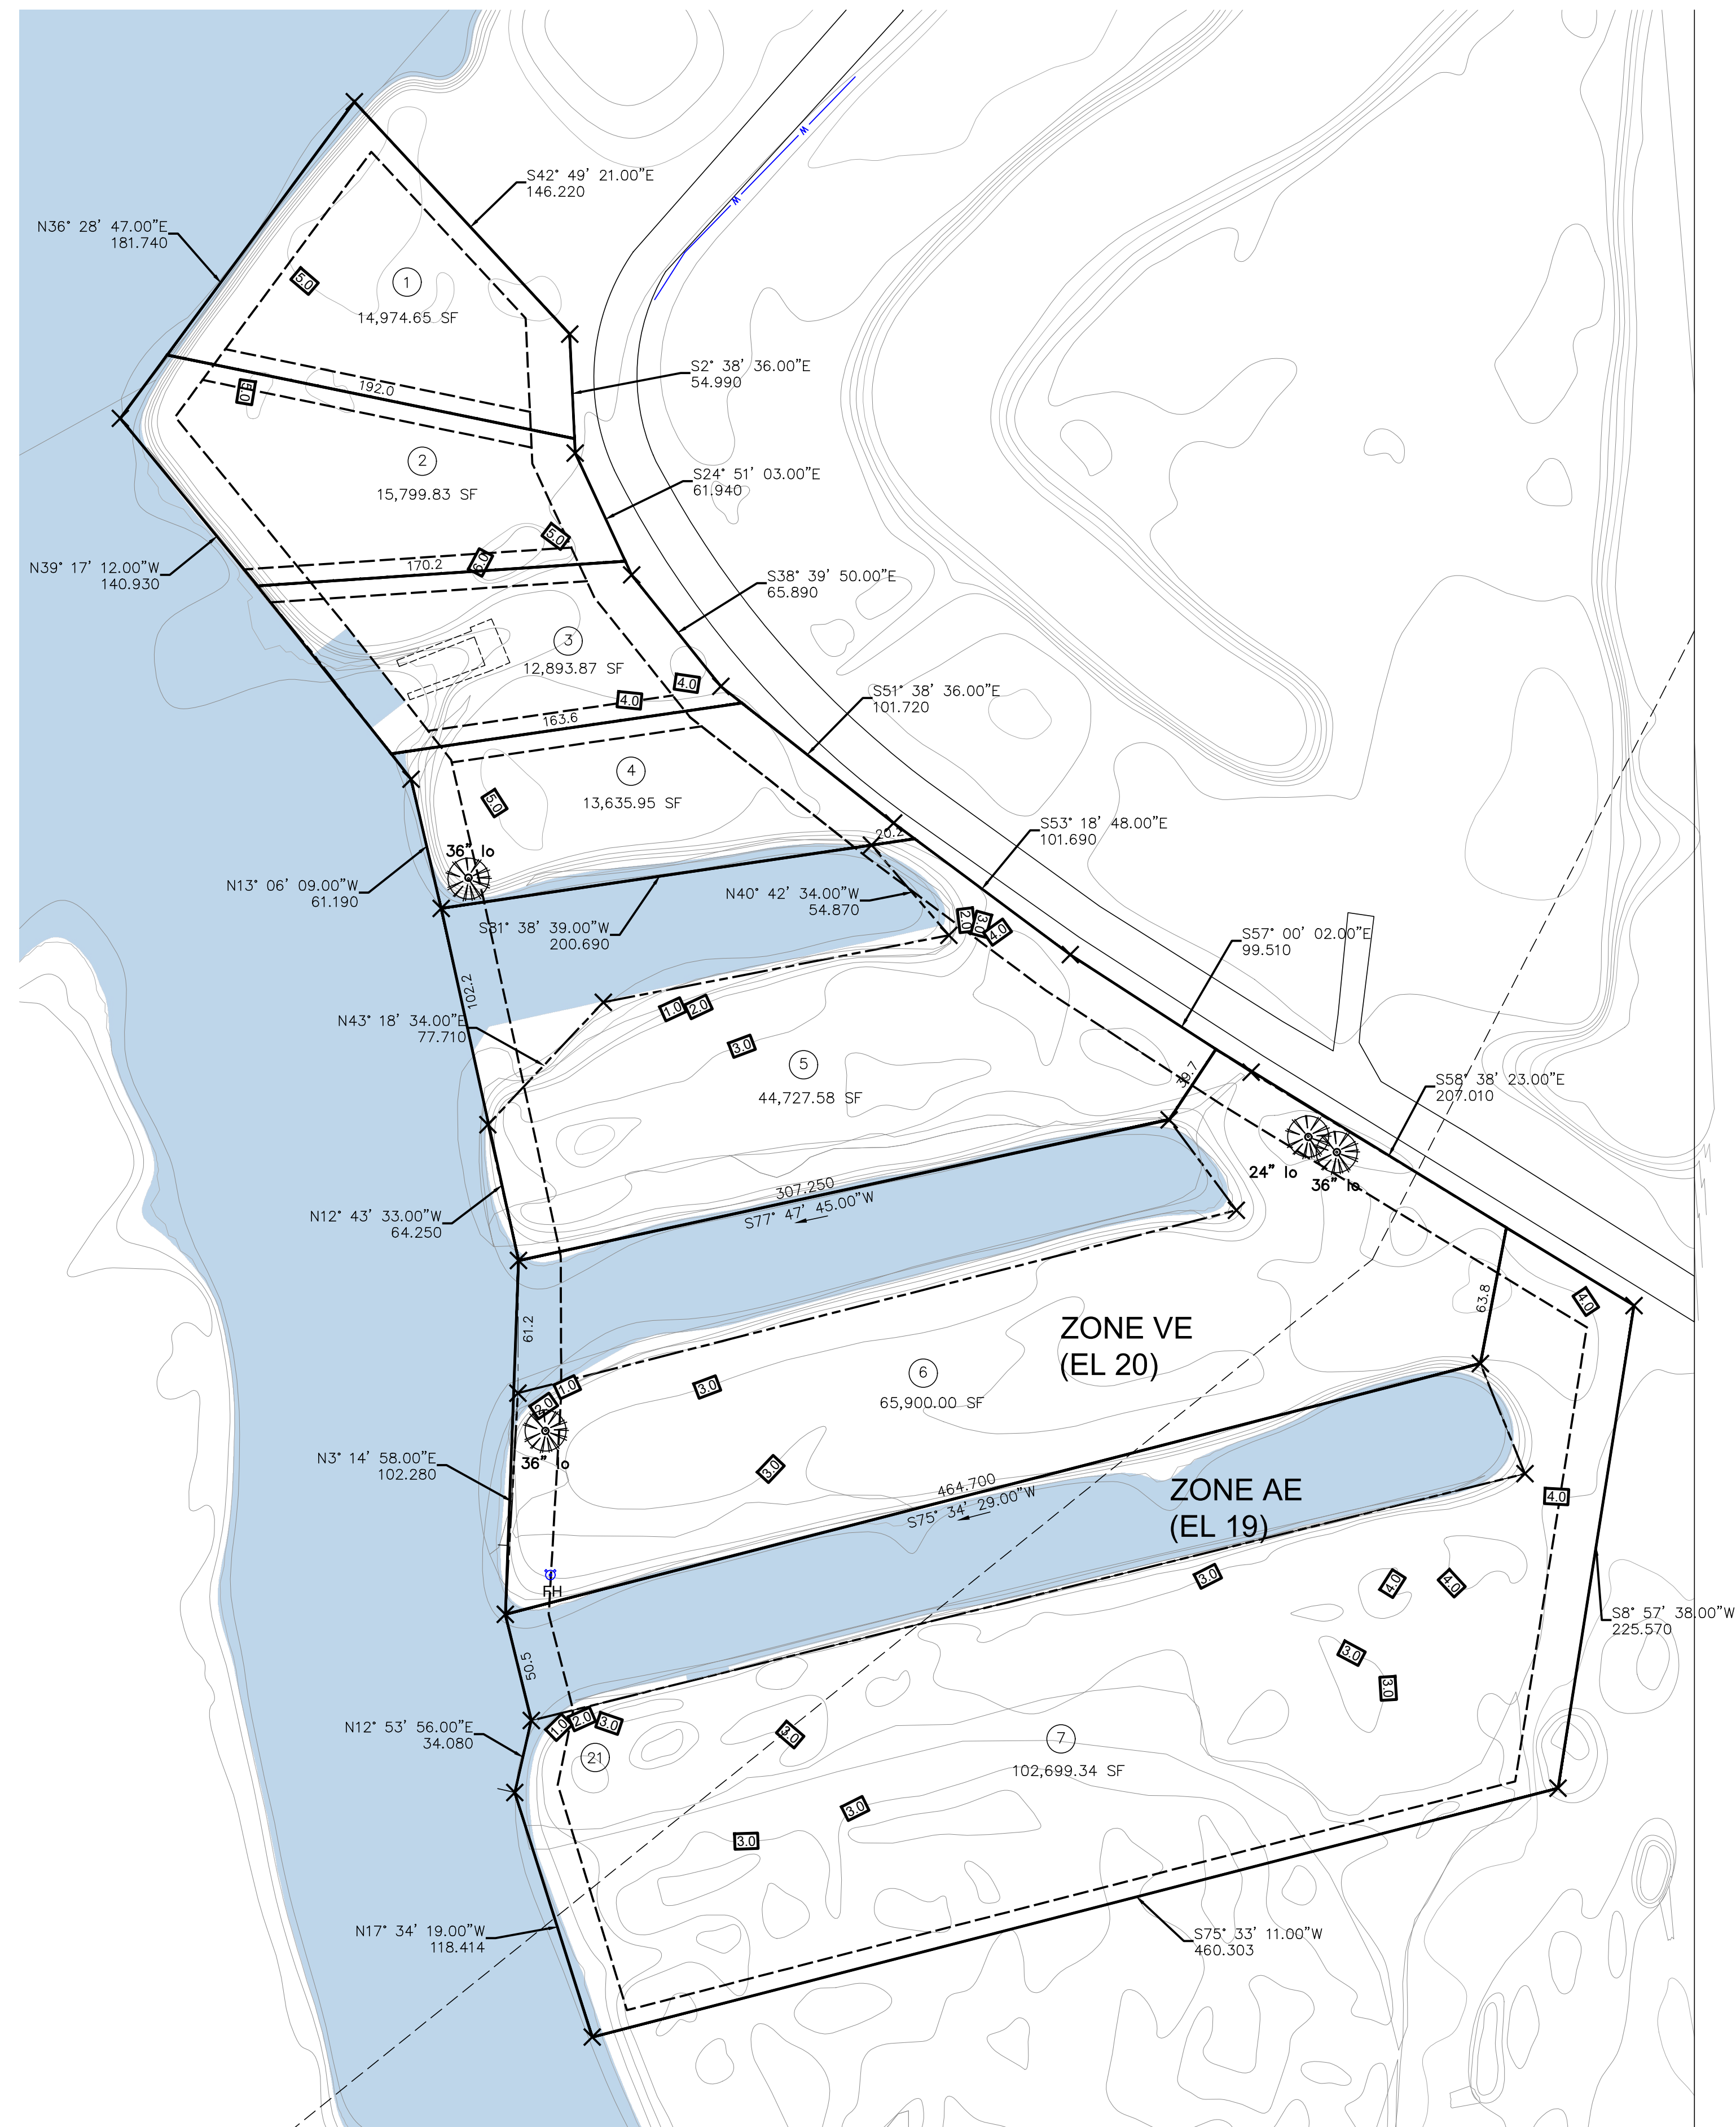 W
W
S42° 49' 21.00"E
146.220
N36° 28' 47.00"E
181.740
5.0
1
14,974.65 SF
S2° 38' 36.00"E
54.990
5.0
192.0
2
15,799.83 SF
S24° 51' 03.00"E
61.940
5.0
6.0
170.2
N39° 17' 12.00"W
140.930
S38° 39' 50.00"E
65.890
3
12,893.87 SF
4.0
4.0
163.6
S51° 38' 36.00"E
101.720
4
13,635.95 SF
5.0
36" lo
20.2
S53° 18' 48.00"E
101.690
N13° 06' 09.00"W
61.190
N40° 42' 34.00"W
54.870
S81° 38' 39.00"W
200.690
2.0
3.0
4.0
S57° 00' 02.00"E
99.510
102.2
N43° 18' 34.00"E
77.710
1.0
2.0
3.0
5
44,727.58 SF
39.7
S58° 38' 23.00"E
207.010
24" lo
36" lo
307.250
S77° 47' 45.00"W
N12° 43' 33.00"W
64.250
61.2
63.8
4.0
ZONE VE
(EL 20)
1.0
2.0
3.0
6
65,900.00 SF
36" lo
3.0
N3° 14' 58.00"E
102.280
464.700
S75° 34' 29.00"W
ZONE AE
(EL 19)
4.0
FH
3.0
4.0
4.0
S8° 57' 38.00"W
225.570
3.0
3.0
50.5
N12° 53' 56.00"E
34.080
1.0
2.0
3.0
3.0
21
7
102,699.34 SF
3.0
3.0
N17° 34' 19.00"W
118.414
S75° 33' 11.00"W
460.303